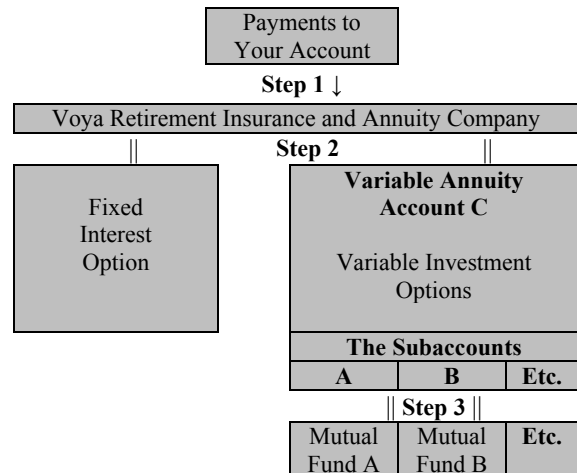 Payments to
Your Account
Step 1 ↓
Voya Retirement Insurance and Annuity Company
|| Step 2 ||
Fixed
Interest
Option
Variable Annuity
Account C
Variable Investment
Options
The Subaccounts
A B Etc.
|| Step 3 ||
Mutual
Fund A
Mutual
Fund B
Etc.